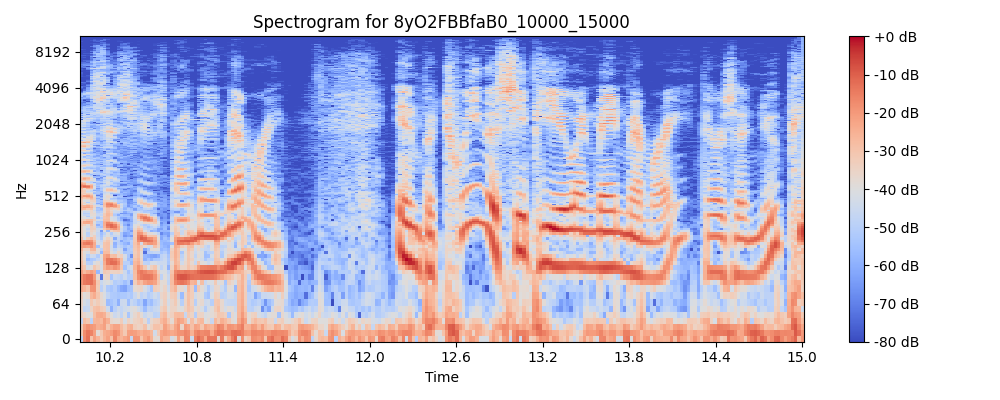 Spectrogram for 8yO2FBBfaB0_10000_15000
Hz
8192
4096
2048
1024
512
256
128
64
0
10.2 10.8 11.4 12.0 12.6 13.2 13.8 14.4 15.0
Time
+0 dB
-10 dB
-20 dB
-30 dB
-40 dB
-50 dB
-60 dB
-70 dB
-80 dB